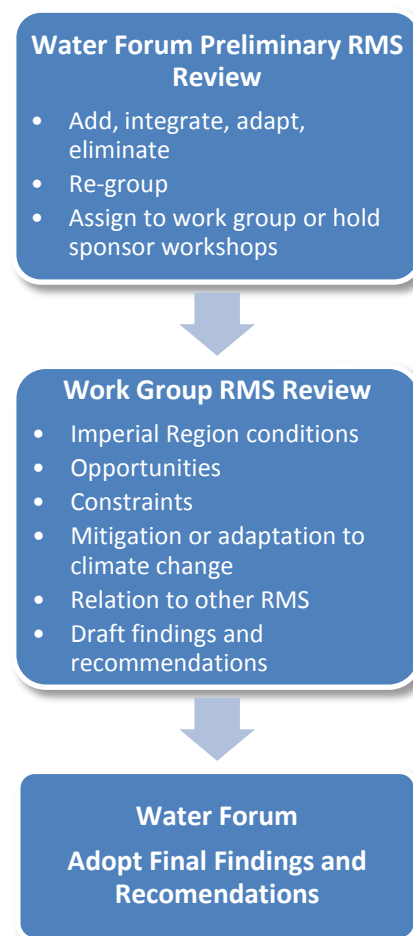 Water Forum Preliminary RMS
Review
• Add, integrate, adapt,
eliminate
• Re-group
• Assign to work group or hold
sponsor workshops
Work Group RMS Review
• Imperial Region conditions
• Opportunities
• Constraints
• Mitigation or adaptation to
climate change
• Relation to other RMS
• Draft findings and
recommendations
Water Forum
Adopt Final Findings and
Recomendations